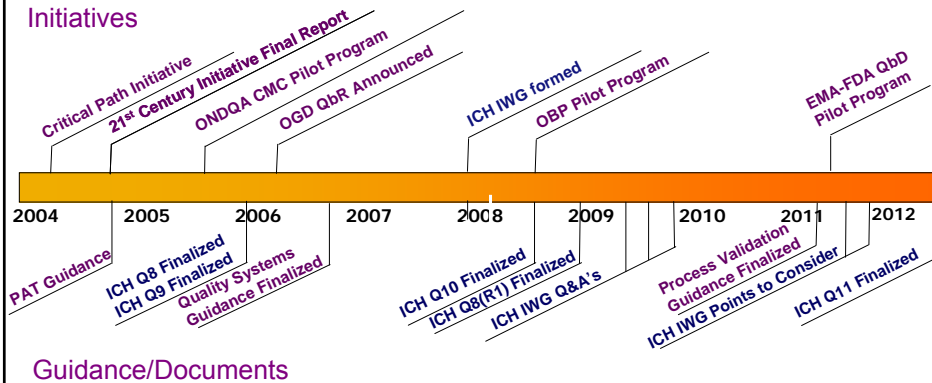 Initiatives
Critical Path Initiative
21st Century Initiative Final Report
ONDQA CMC Pilot Program
OGD QbR Announced
ICH IWG formed
OBP Pilot Program
EMA-FDA QbD
Pilot Program
2004
2005
2006
2007
2008
2009
2010
2011
2012
PAT Guidance
ICH Q8 Finalized
ICH Q9 Finalized
Quality Systems
Guidance Finalized
ICH Q10 Finalized
ICH Q8(R1) Finalized
ICH IWG Q&A's
Process Validation
Guidance Finalized
ICH IWG Points to Consider
ICH Q11 Finalized
Guidance/Documents